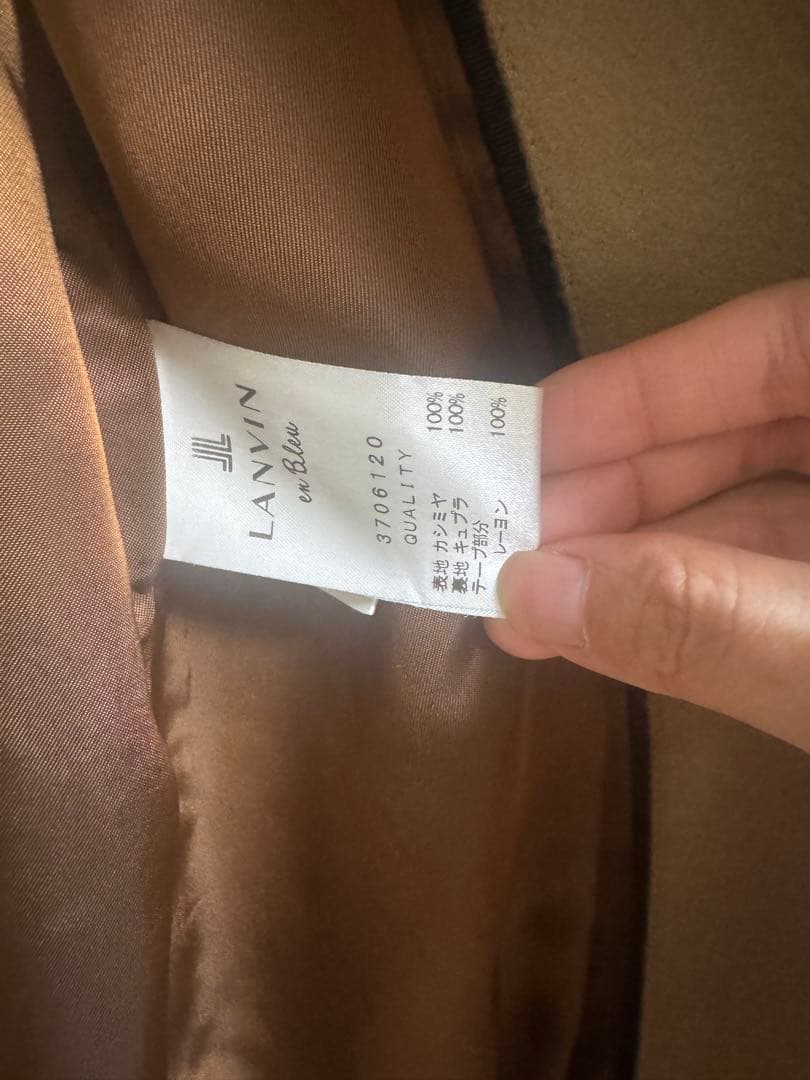 LANVIN
en Bleu
3706120
QUALITY
表地 カシミヤ 100%
裏地 キュプラ 100%
テープ部分
レーヨン 100%